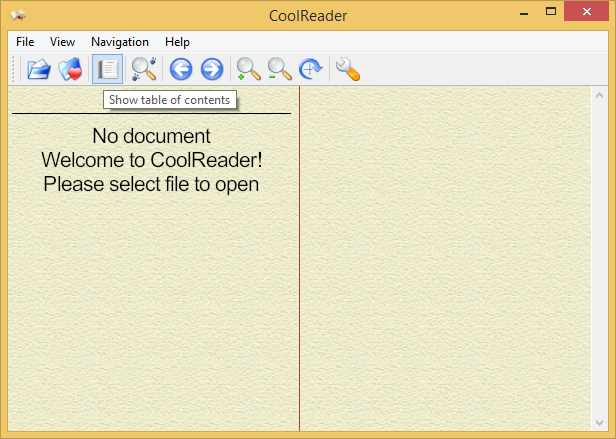 CoolReader
File View Navigation Help
Show table of contents
No document
Welcome to CoolReader!
Please select file to open